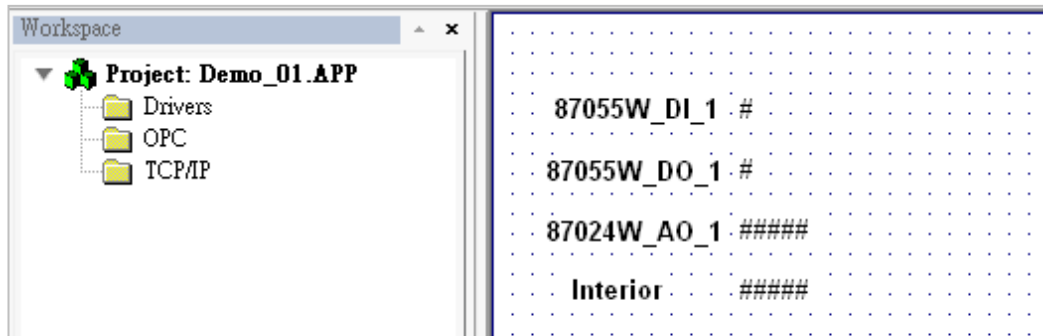 Workspace
Project: Demo_01.APP
Drivers
OPC
TCP/IP
87055W_DI_1 #
87055W_DO_1 #
87024W_AO_1 #####
Interior #####